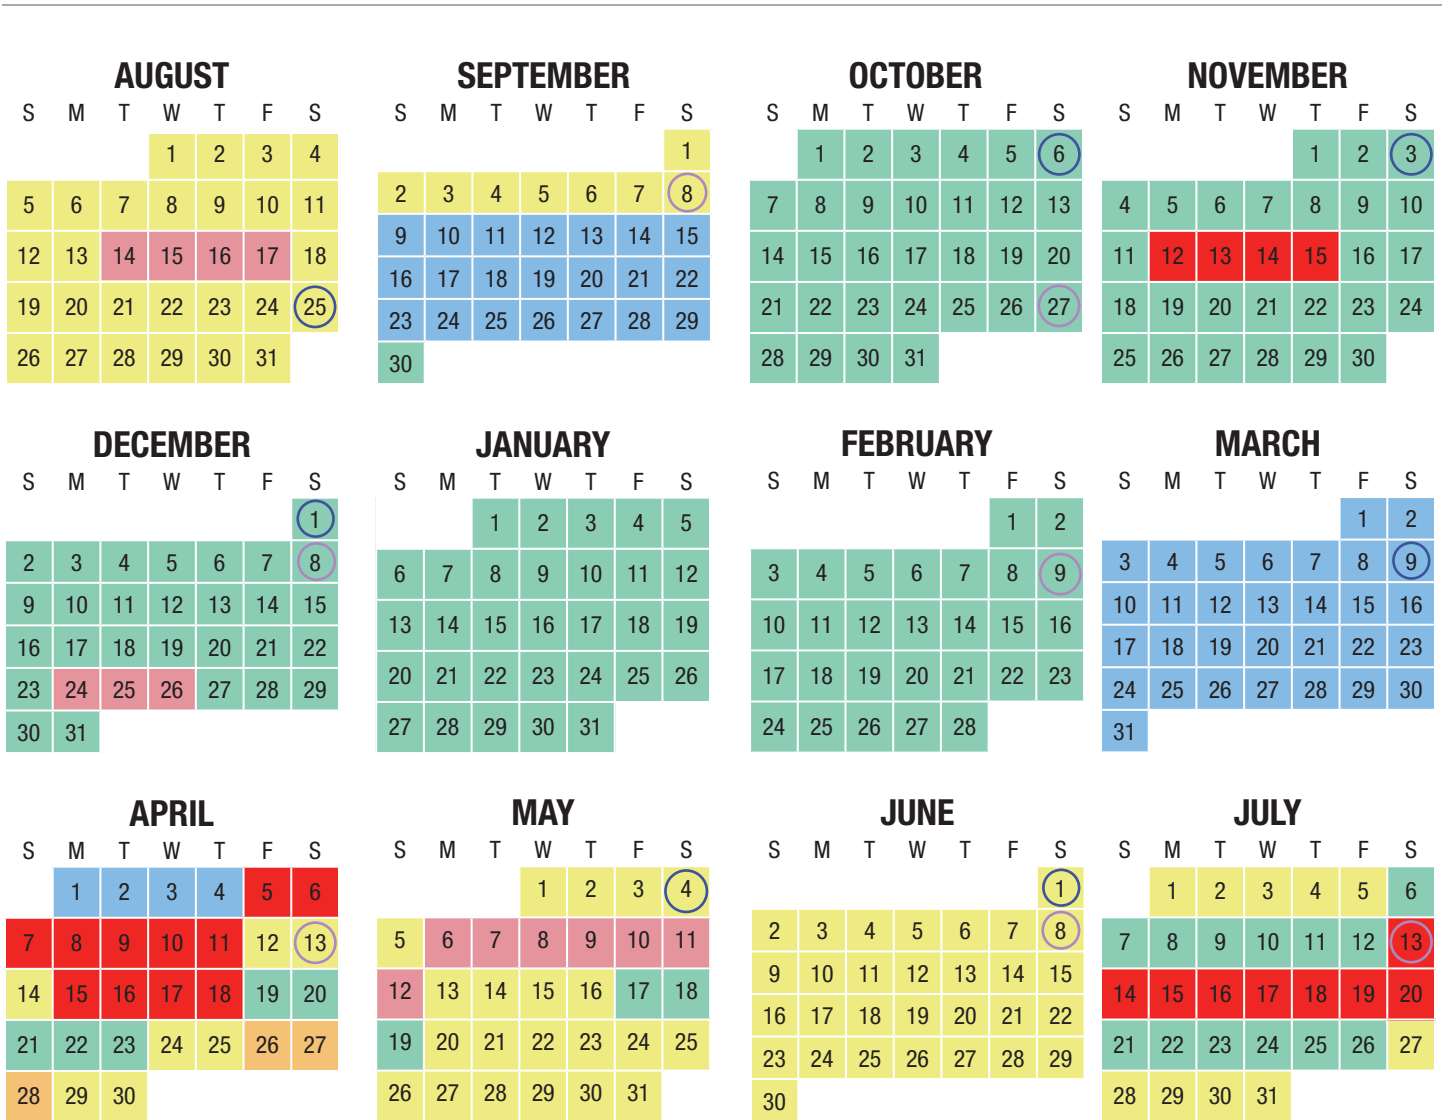 AUGUST
S M T W T F S
1 2 3 4
5 6 7 8 9 10 11
12 13 14 15 16 17 18
19 20 21 22 23 24 25
26 27 28 29 30 31
SEPTEMBER
S M T W T F S
1
2 3 4 5 6 7 8
9 10 11 12 13 14 15
16 17 18 19 20 21 22
23 24 25 26 27 28 29
30
OCTOBER
S M T W T F S
1 2 3 4 5 6
7 8 9 10 11 12 13
14 15 16 17 18 19 20
21 22 23 24 25 26 27
28 29 30 31
NOVEMBER
S M T W T F S
1 2 3
4 5 6 7 8 9 10
11 12 13 14 15 16 17
18 19 20 21 22 23 24
25 26 27 28 29 30
DECEMBER
S M T W T F S
1
2 3 4 5 6 7 8
9 10 11 12 13 14 15
16 17 18 19 20 21 22
23 24 25 26 27 28 29
30 31
JANUARY
S M T W T F S
1 2 3 4 5
6 7 8 9 10 11 12
13 14 15 16 17 18 19
20 21 22 23 24 25 26
27 28 29 30 31
FEBRUARY
S M T W T F S
1 2
3 4 5 6 7 8 9
10 11 12 13 14 15 16
17 18 19 20 21 22 23
24 25 26 27 28
MARCH
S M T W T F S
1 2
3 4 5 6 7 8 9
10 11 12 13 14 15 16
17 18 19 20 21 22 23
24 25 26 27 28 29 30
31
APRIL
S M T W T F S
1 2 3 4 5 6
7 8 9 10 11 12 13
14 15 16 17 18 19 20
21 22 23 24 25 26 27
28 29 30
MAY
S M T W T F S
1 2 3 4
5 6 7 8 9 10 11
12 13 14 15 16 17 18
19 20 21 22 23 24 25
26 27 28 29 30 31
JUNE
S M T W T F S
1
2 3 4 5 6 7 8
9 10 11 12 13 14 15
16 17 18 19 20 21 22
23 24 25 26 27 28 29
30
JULY
S M T W T F S
1 2 3 4 5 6
7 8 9 10 11 12 13
14 15 16 17 18 19 20
21 22 23 24 25 26 27
28 29 30 31